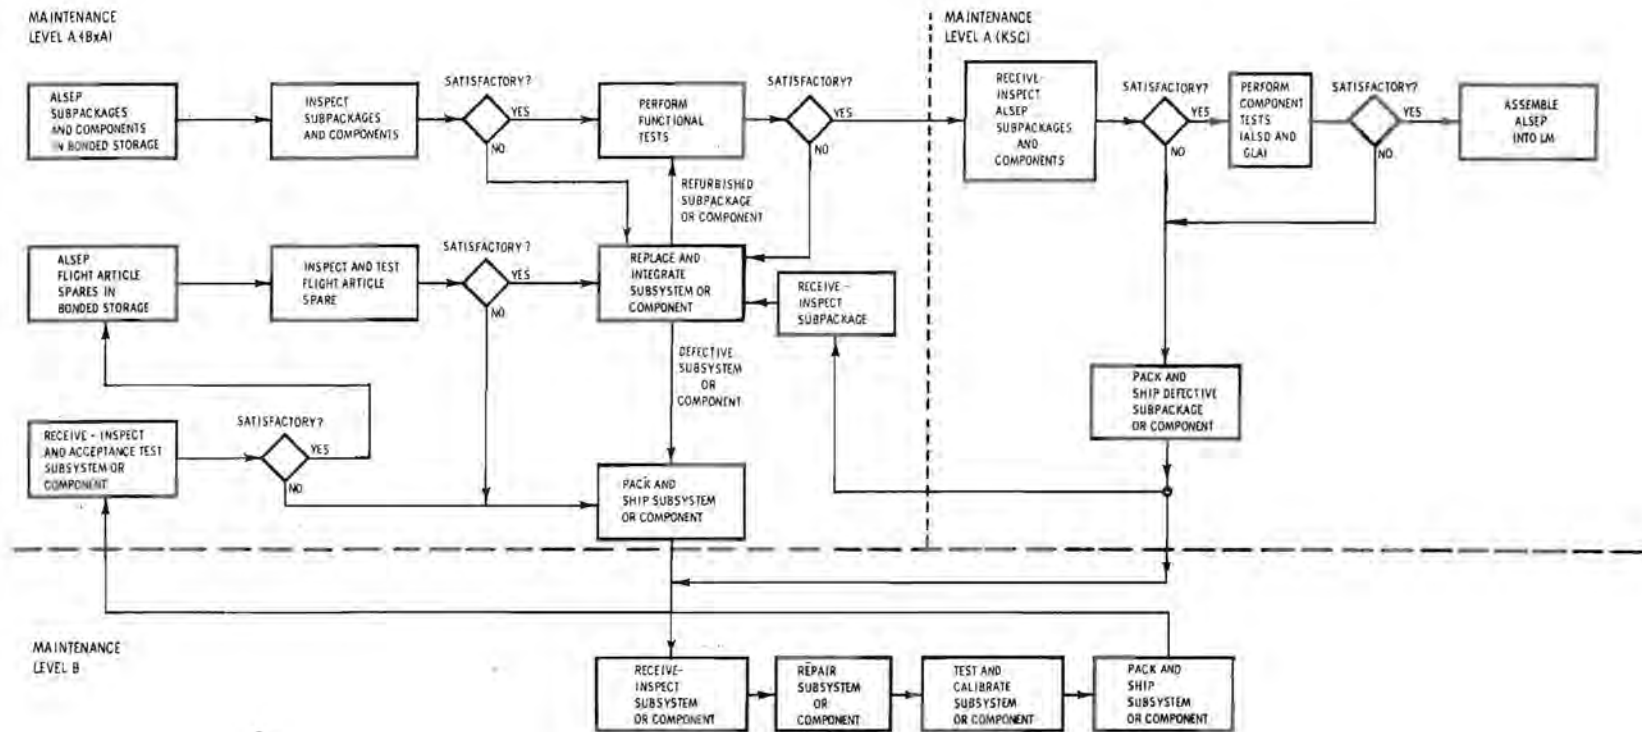 MAINTENANCE
LEVEL A (BxA)
MAINTENANCE
LEVEL A (KSC)
ALSEP
SUBPACKAGES
AND COMPONENTS
IN BONDED STORAGE
INSPECT
SUBPACKAGES
AND COMPONENTS
SATISFACTORY?
YES
NO
PERFORM
FUNCTIONAL
TESTS
SATISFACTORY?
YES
NO
RECEIVE-
INSPECT
ALSEP
SUBPACKAGES
AND
COMPONENTS
SATISFACTORY?
YES
NO
PERFORM
COMPONENT
TESTS
(ALSD AND
GLA)
SATISFACTORY?
YES
NO
ASSEMBLE
ALSEP
INTO LM
REFURBISHED
SUBPACKAGE
OR COMPONENT
ALSEP
FLIGHT ARTICLE
SPARES IN
BONDED STORAGE
INSPECT AND TEST
FLIGHT ARTICLE
SPARE
SATISFACTORY?
YES
NO
REPLACE AND
INTEGRATE
SUBSYSTEM OR
COMPONENT
RECEIVE-
INSPECT
SUBPACKAGE
DEFECTIVE
SUBSYSTEM
OR
COMPONENT
PACK AND
SHIP DEFECTIVE
SUBPACKAGE
OR COMPONENT
RECEIVE-INSPECT
AND ACCEPTANCE TEST
SUBSYSTEM OR
COMPONENT
SATISFACTORY?
YES
NO
PACK AND
SHIP SUBSYSTEM
OR COMPONENT
MAINTENANCE
LEVEL B
RECEIVE-
INSPECT
SUBSYSTEM
OR COMPONENT
REPAIR
SUBSYSTEM
OR
COMPONENT
TEST AND
CALIBRATE
SUBSYSTEM
OR COMPONENT
PACK AND
SHIP
SUBSYSTEM
OR COMPONENT